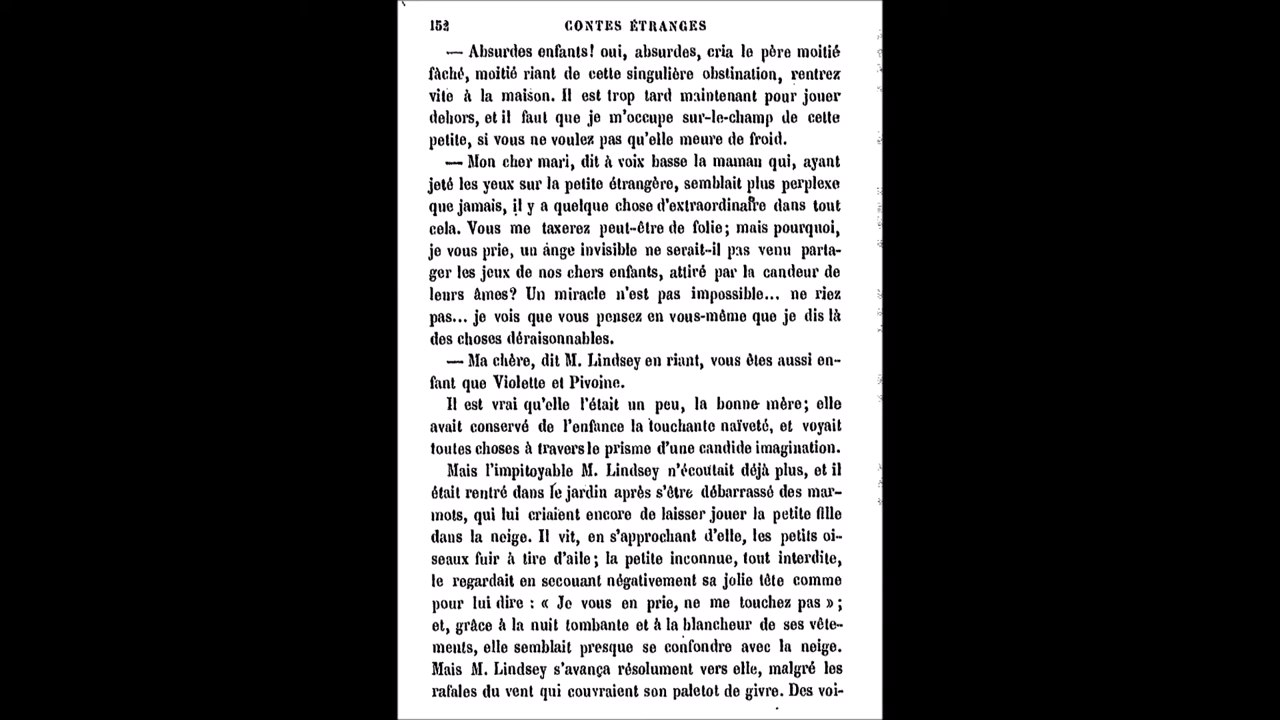 152 CONTES ÉTRANGES
— Absurdes enfants! oui, absurdes, cria le père moitié
fâché, moitié riant de cette singulière obstination, rentrez
vite à la maison. Il est trop tard maintenant pour jouer
dehors, et il faut que je m'occupe sur-le-champ de cette
petite, si vous ne voulez pas qu'elle meure de froid.
— Mon cher mari, dit à voix basse la maman qui, ayant
jeté les yeux sur la petite étrangère, semblait plus perplexe
que jamais, il y a quelque chose d'extraordinaire dans tout
cela. Vous me taxerez peut-être de folie; mais pourquoi,
je vous prie, un ange invisible ne serait-il pas venu parta-
ger les jeux de nos chers enfants, attiré par la candeur de
leurs âmes? Un miracle n'est pas impossible... ne riez
pas... je vois que vous pensez en vous-même que je dis là
des choses déraisonnables.
— Ma chère, dit M. Lindsey en riant, vous êtes aussi en-
fant que Violette et Pivoine.
Il est vrai qu'elle l'était un peu, la bonne mère; elle
avait conservé de l'enfance la touchante naïveté, et voyait
toutes choses à travers le prisme d'une candide imagination.
Mais l'impitoyable M. Lindsey n'écoutait déjà plus, et il
était rentré dans le jardin après s'être débarrassé des mar-
mots, qui lui criaient encore de laisser jouer la petite fille
dans la neige. Il vit, en s'approchant d'elle, les petits oi-
seaux fuir à tire d'aile; la petite inconnue, tout interdite,
le regardait en secouant négativement sa jolie tête comme
pour lui dire : « Je vous en prie, ne me touchez pas »;
et, grâce à la nuit tombante et à la blancheur de ses vête-
ments, elle semblait presque se confondre avec la neige.
Mais M. Lindsey s'avança résolument vers elle, malgré les
rafales du vent qui couvraient son paletot de givre. Des voi-